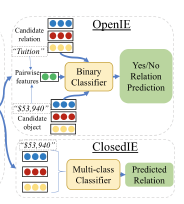 OpenIE
Candidate
relation
"Tuition"
Pairwise
features
Binary
Classifier
Yes/No
Relation
Prediction
"$53,940"
Candidate
object
ClosedIE
"$53,940"
Multi-class
Classifier
Predicted
Relation